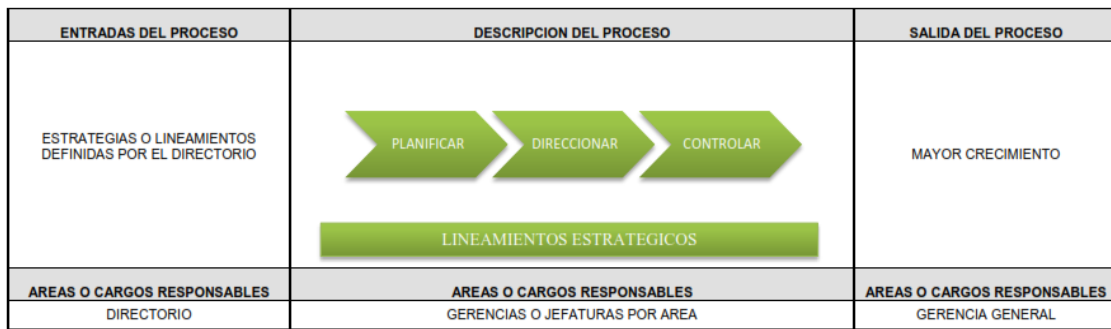 ENTRADAS DEL PROCESO
DESCRIPCION DEL PROCESO
SALIDA DEL PROCESO
ESTRATEGIAS O LINEAMIENTOS
DEFINIDAS POR EL DIRECTORIO
PLANIFICAR
DIRECCIONAR
CONTROLAR
LINEAMIENTOS ESTRATEGICOS
MAYOR CRECIMIENTO
AREAS O CARGOS RESPONSABLES
AREAS O CARGOS RESPONSABLES
AREAS O CARGOS RESPONSABLES
DIRECTORIO
GERENCIAS O JEFATURAS POR AREA
GERENCIA GENERAL